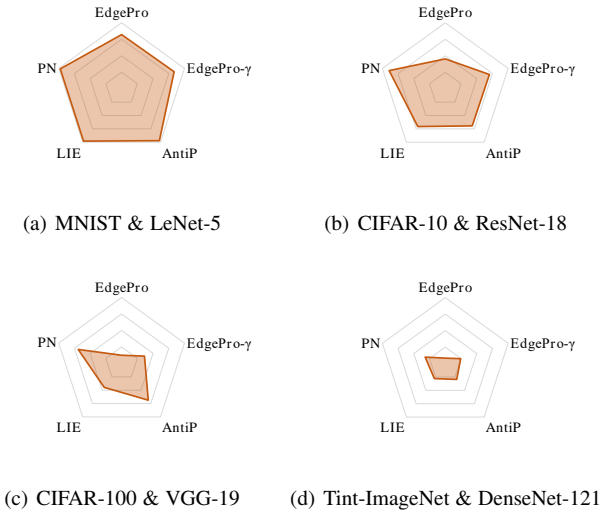 EdgePro
EdgePro
PN
EdgePro-γ
PN
EdgePro-γ
LIE
AntiP
LIE
AntiP
(a) MNIST & LeNet-5
(b) CIFAR-10 & ResNet-18
EdgePro
EdgePro
PN
EdgePro-γ
PN
EdgePro-γ
LIE
AntiP
LIE
AntiP
(c) CIFAR-100 & VGG-19
(d) Tint-ImageNet & DenseNet-121